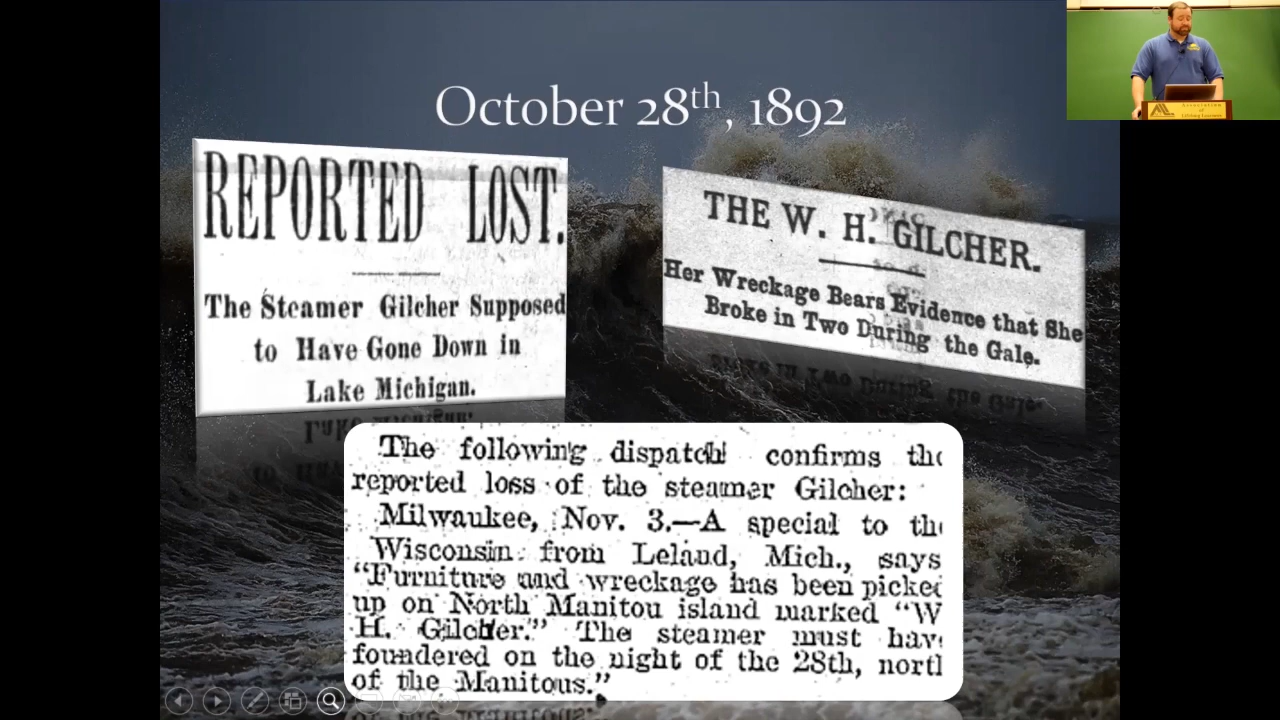 October 28th, 1892
REPORTED LOST.
The Steamer Gilcher Supposed
to Have Gone Down in
Lake Michigan.
THE W. H. GILCHER.
Her Wreckage Bears Evidence that She
Broke in Two During the Gale.
The following dispatch confirms the
reported loss of the steamer Gilcher:
Milwaukee, Nov. 3.—A special to the
Wisconsin from Leland, Mich., says
“Furniture and wreckage has been picked
up on North Manitou island marked “W
H. Gilcher.” The steamer must have
foundered on the night of the 28th, north
of the Manitous.”
Association
of
Lifelong Learners